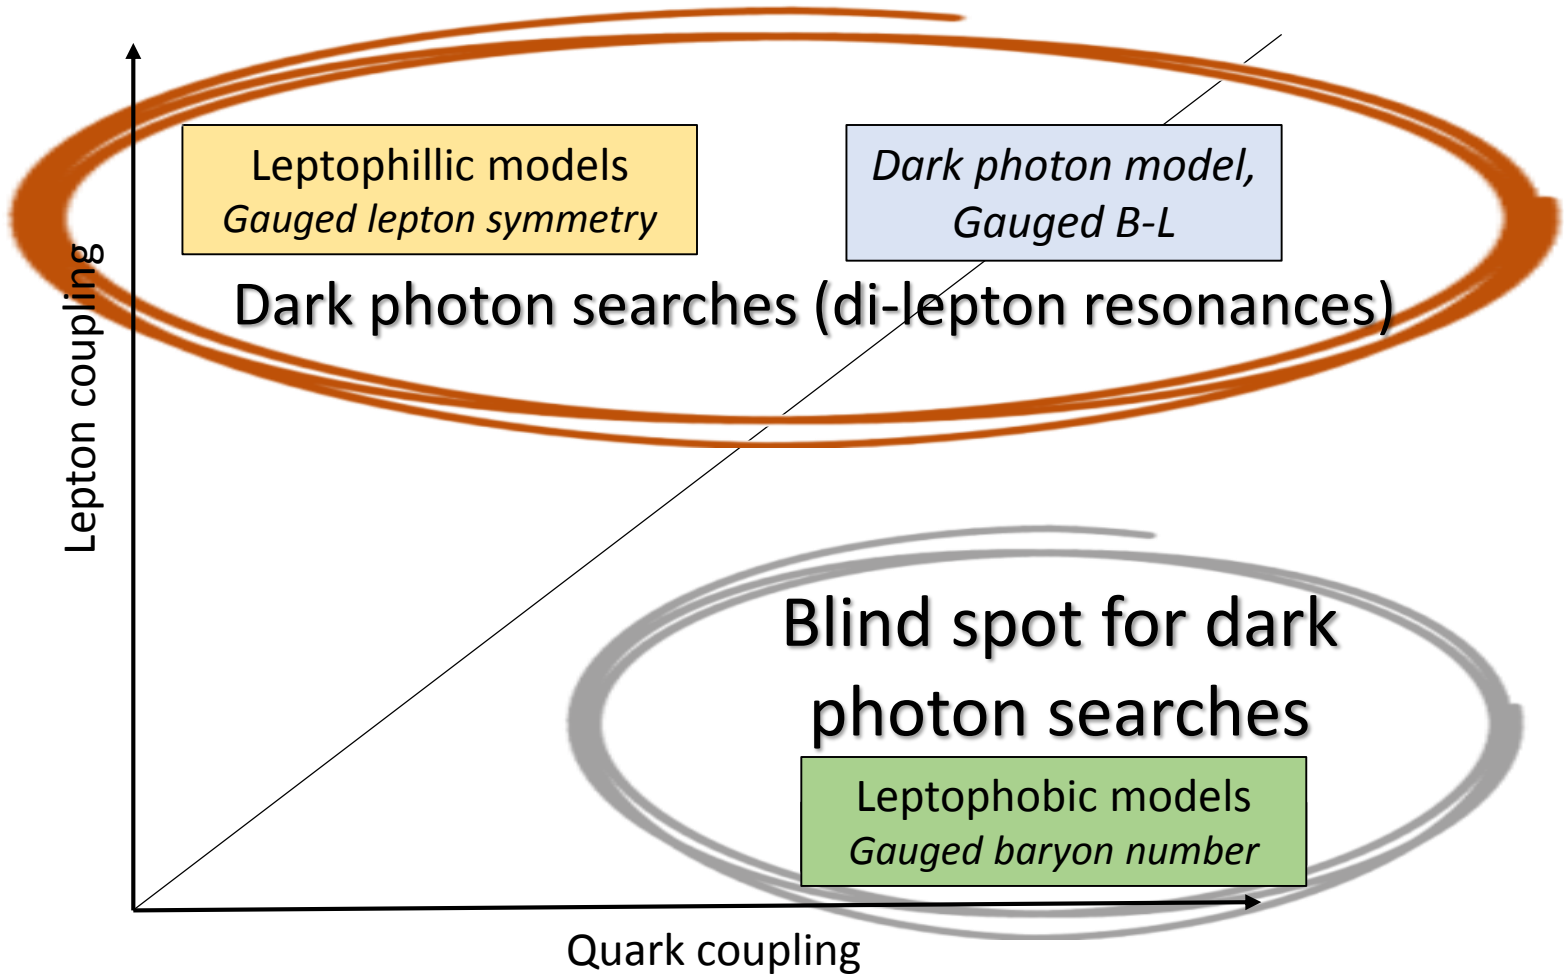 Leptophillic models
Gauged lepton symmetry
Dark photon model,
Gauged B-L
Dark photon searches (di-lepton resonances)
Lepton coupling
Blind spot for dark
photon searches
Leptophobic models
Gauged baryon number
Quark coupling